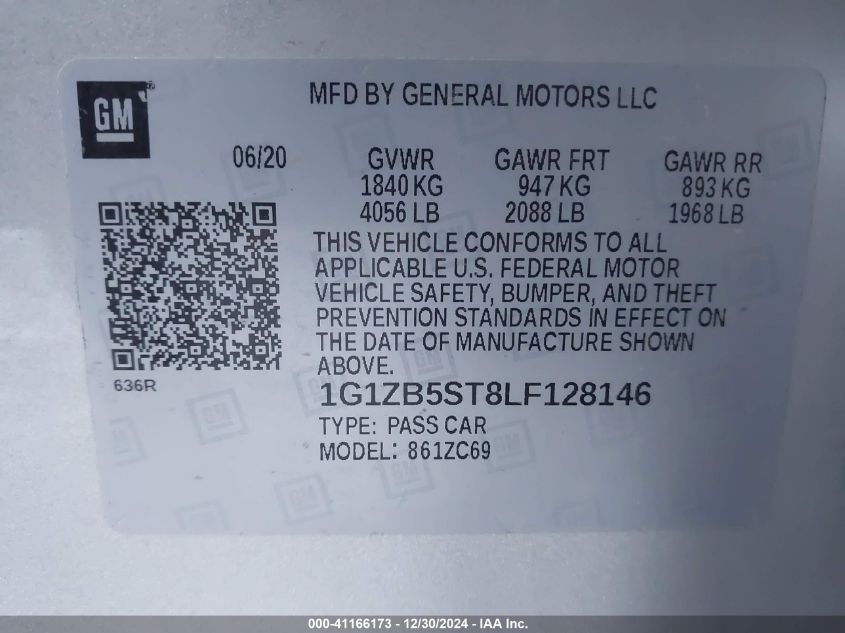 GM
MFD BY GENERAL MOTORS LLC
06/20 GVWR GAWR FRT GAWR RR
1840 KG 947 KG 893 KG
4056 LB 2088 LB 1968 LB
THIS VEHICLE CONFORMS TO ALL
APPLICABLE U.S. FEDERAL MOTOR
VEHICLE SAFETY, BUMPER, AND THEFT
PREVENTION STANDARDS IN EFFECT ON
THE DATE OF MANUFACTURE SHOWN
ABOVE.
636R
1G1ZB5ST8LF128146
TYPE: PASS CAR
MODEL: 861ZC69
000-41166173 - 12/30/2024 - IAA Inc.